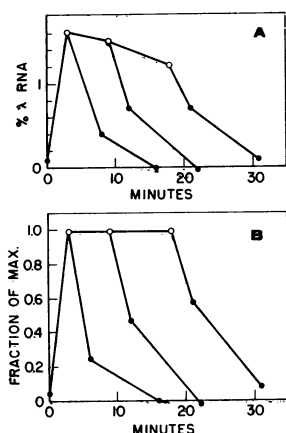 A
% λ RNA
1
0
0 10 20 30
MINUTES
B
FRACTION OF MAX.
1.0
0.8
0.6
0.4
0.2
0
0 10 20 30
MINUTES